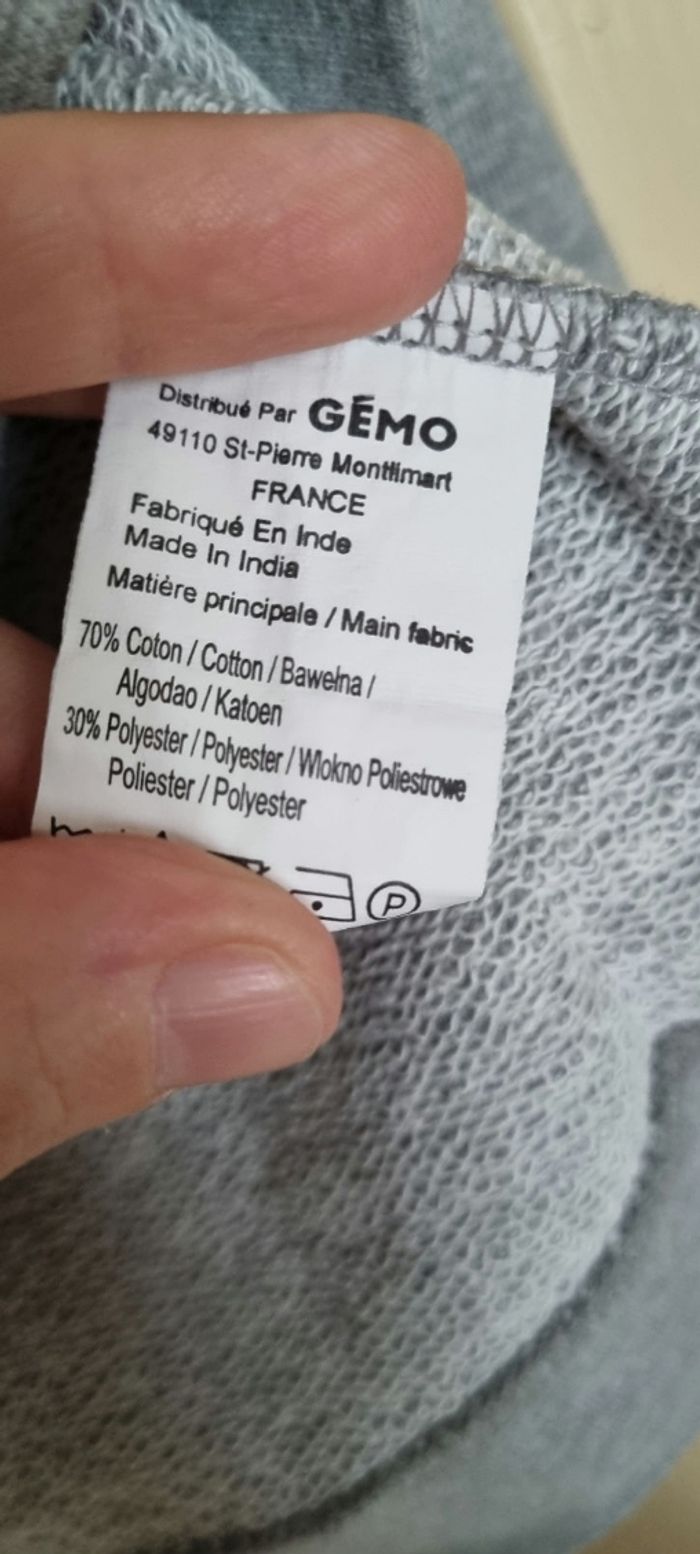 Distribué Par GÉMO
49110 St-Pierre Montlimart
FRANCE
Fabriqué En Inde
Made In India
Matière principale / Main fabric
70% Coton / Cotton / Bawełna /
Algodao / Katoen
30% Polyester / Polyester / Wlokno Poliestrowe
Poliester / Polyester
P